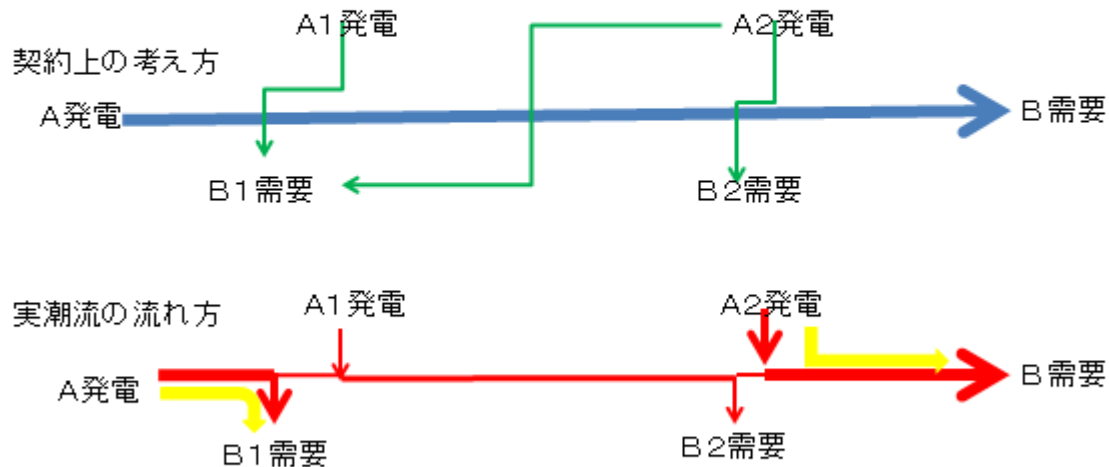 A1発電
A2発電
契約上の考え方
A発電
B需要
B1需要
B2需要
A1発電
A2発電
実潮流の流れ方
A発電
B需要
B1需要
B2需要